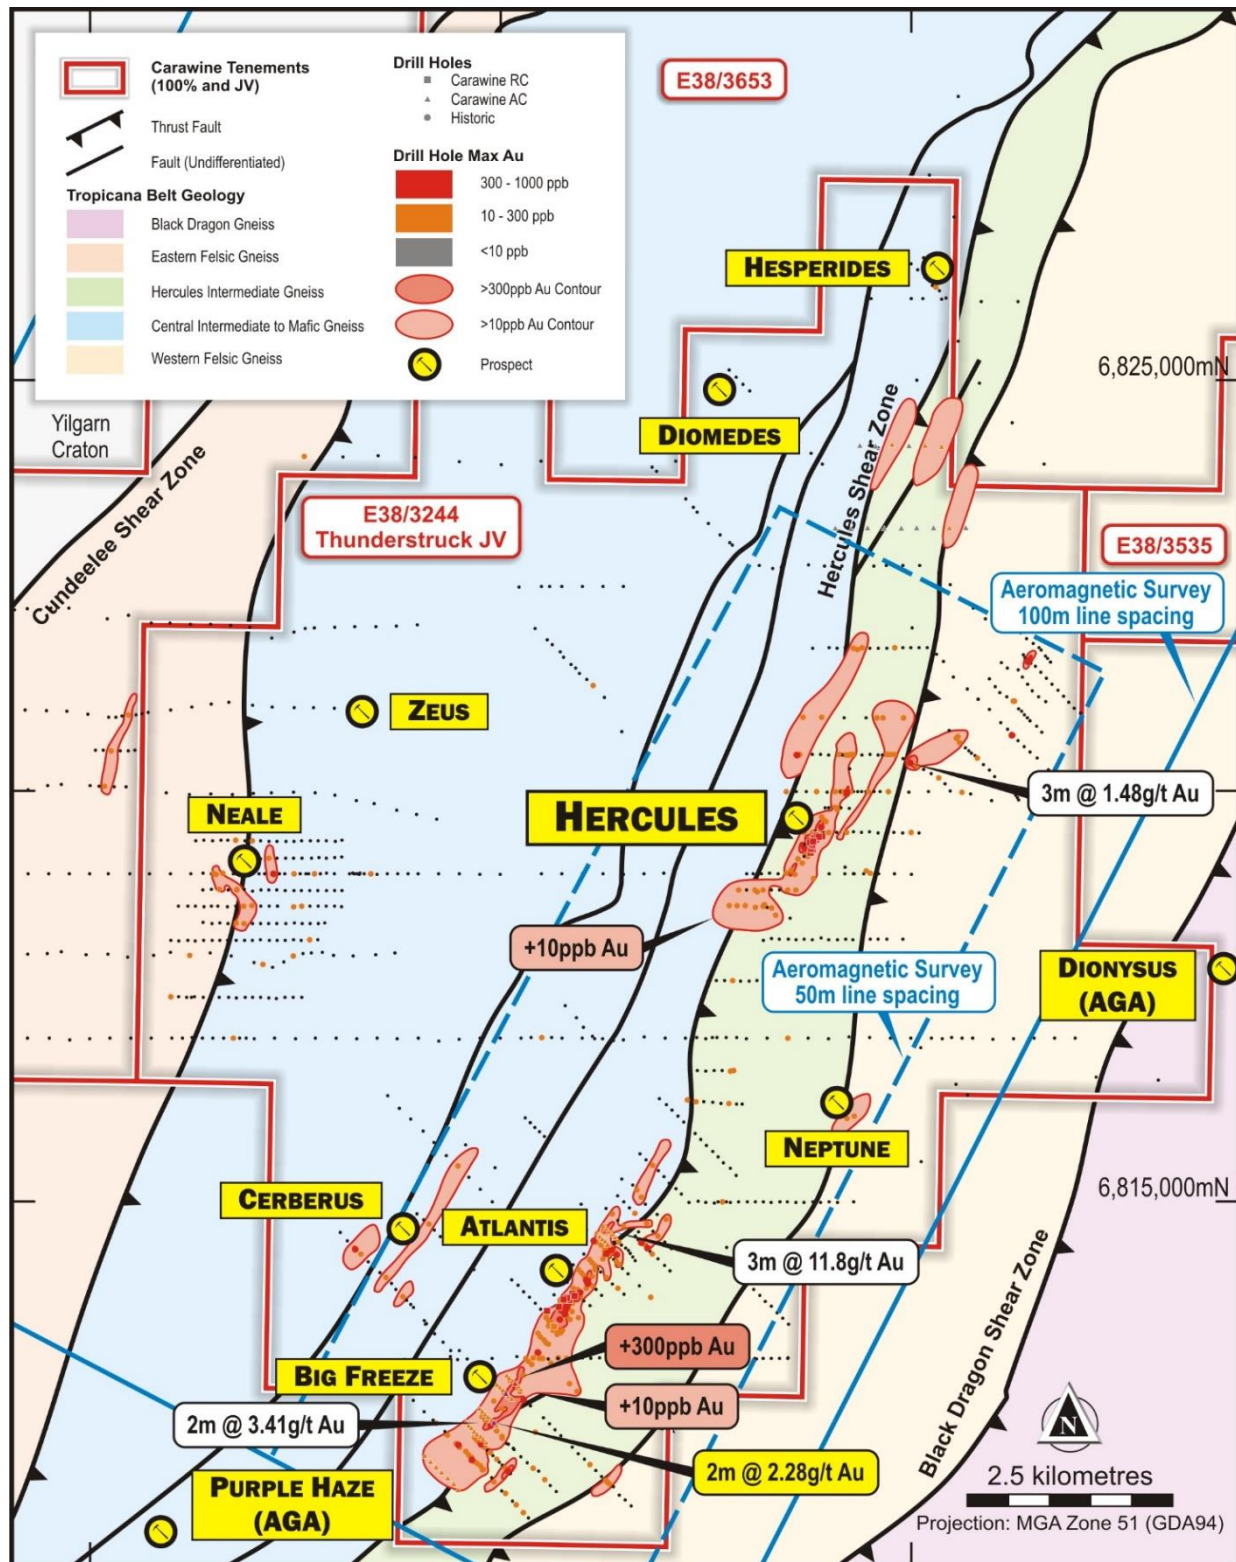 Carawine Tenements
(100% and JV)
Thrust Fault
Fault (Undifferentiated)
Tropicana Belt Geology
Black Dragon Gneiss
Eastern Felsic Gneiss
Hercules Intermediate Gneiss
Central Intermediate to Mafic Gneiss
Western Felsic Gneiss
Drill Holes
Carawine RC
Carawine AC
Historic
Drill Hole Max Au
300 - 1000 ppb
10 - 300 ppb
<10 ppb
>300ppb Au Contour
>10ppb Au Contour
Prospect
E38/3653
HESPERIDES
6,825,000mN
DIOMEDES
Yilgarn
Craton
Cundeelee Shear Zone
Hercules Shear Zone
E38/3244
Thunderstruck JV
E38/3535
Aeromagnetic Survey
100m line spacing
ZEUS
3m @ 1.48g/t Au
NEALE
HERCULES
+10ppb Au
Aeromagnetic Survey
50m line spacing
DIONYSUS
(AGA)
NEPTUNE
CERBERUS
6,815,000mN
ATLANTIS
3m @ 11.8g/t Au
+300ppb Au
BIG FREEZE
+10ppb Au
2m @ 3.41g/t Au
2m @ 2.28g/t Au
PURPLE HAZE
(AGA)
Black Dragon Shear Zone
N
2.5 kilometres
Projection: MGA Zone 51 (GDA94)